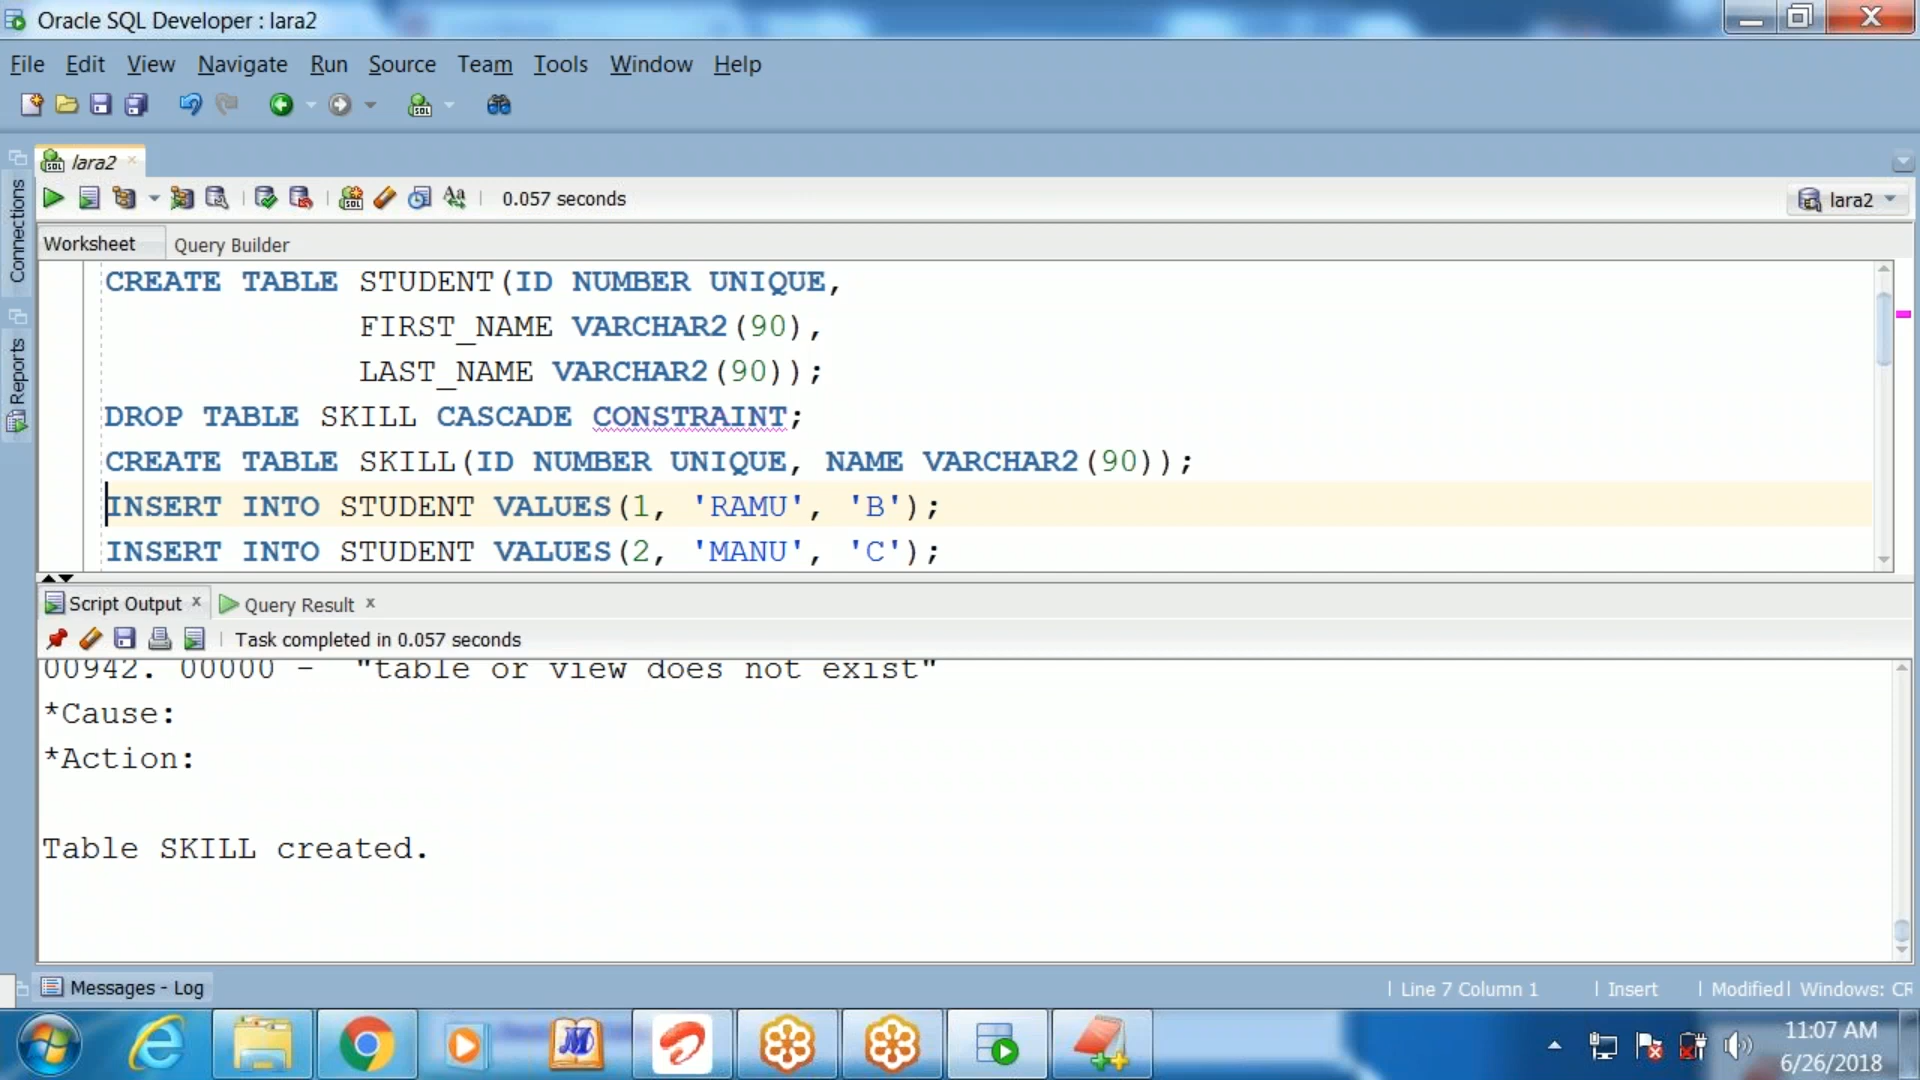 Oracle SQL Developer : lara2
File Edit View Navigate Run Source Team Tools Window Help
lara2
0.057 seconds
lara2
Connections
Reports
Worksheet Query Builder
CREATE TABLE STUDENT(ID NUMBER UNIQUE,
FIRST_NAME VARCHAR2(90),
LAST_NAME VARCHAR2(90));
DROP TABLE SKILL CASCADE CONSTRAINT;
CREATE TABLE SKILL(ID NUMBER UNIQUE, NAME VARCHAR2(90));
INSERT INTO STUDENT VALUES(1, 'RAMU', 'B');
INSERT INTO STUDENT VALUES(2, 'MANU', 'C');
Script Output x Query Result x
Task completed in 0.057 seconds
00942. 00000 - "table or view does not exist"
*Cause:
*Action:
Table SKILL created.
Messages - Log
Line 7 Column 1 Insert Modified Windows: CR
11:07 AM
6/26/2018